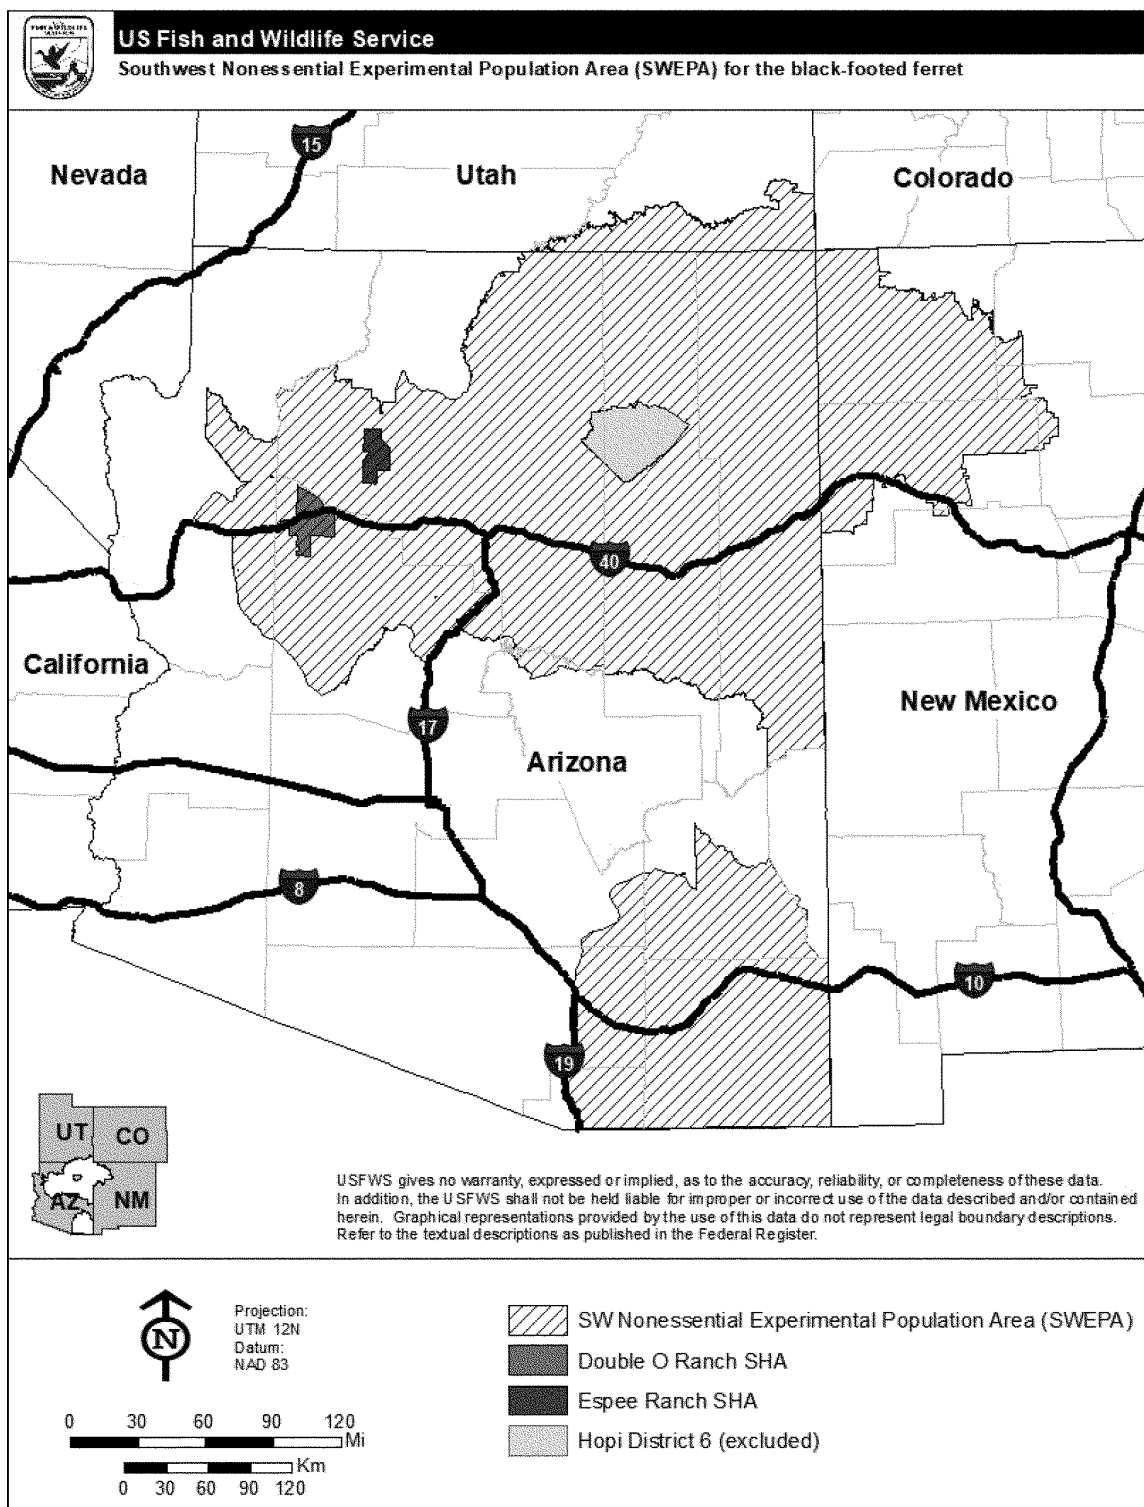 US Fish and Wildlife Service
Southwest Nonessential Experimental Population Area (SWEPA) for the black-footed ferret
15
Nevada
Utah
Colorado
40
California
New Mexico
17
Arizona
8
10
19
UT
CO
AZ
NM
USFWS gives no warranty, expressed or implied, as to the accuracy, reliability, or completeness of these data.
In addition, the USFWS shall not be held liable for improper or incorrect use of the data described and/or contained
herein. Graphical representations provided by the use of this data do not represent legal boundary descriptions.
Refer to the textual descriptions as published in the Federal Register.
N
Projection:
UTM 12N
Datum:
NAD 83
0 30 60 90 120
Mi
Km
0 30 60 90 120
SW Nonessential Experimental Population Area (SWEPA)
Double O Ranch SHA
Espee Ranch SHA
Hopi District 6 (excluded)